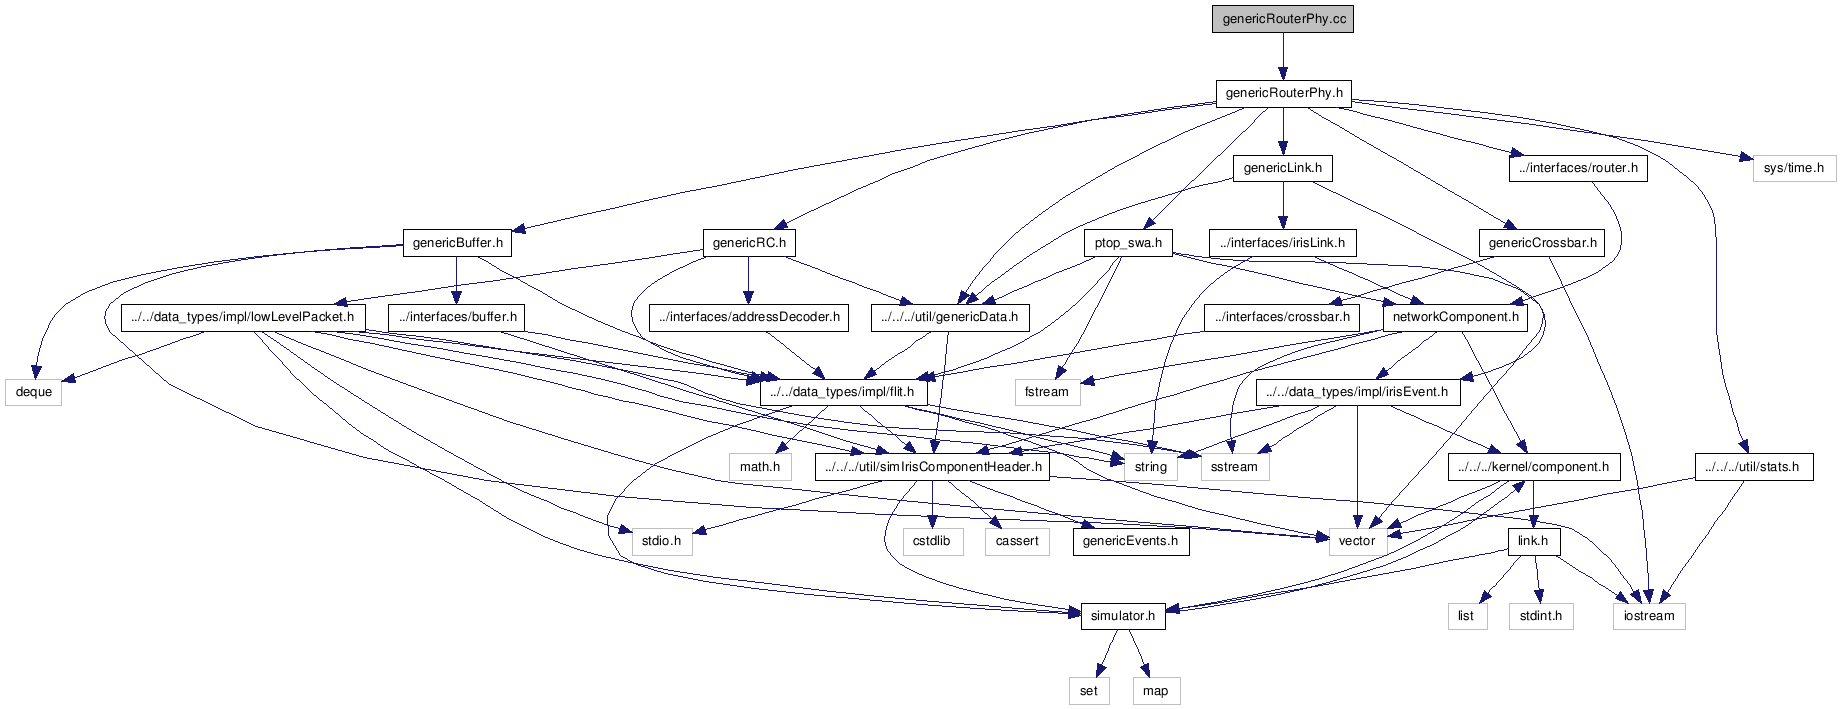 genericRouterPhy.cc
genericRouterPhy.h
genericLink.h
../interfaces/router.h
sys/time.h
genericBuffer.h
genericRC.h
ptop_swa.h
../interfaces/irisLink.h
genericCrossbar.h
../../data_types/impl/lowLevelPacket.h
../interfaces/buffer.h
../interfaces/addressDecoder.h
../../../util/genericData.h
../interfaces/crossbar.h
networkComponent.h
deque
../../data_types/impl/flit.h
fstream
../../data_types/impl/irisEvent.h
math.h
../../../util/simIrisComponentHeader.h
string
sstream
../../../kernel/component.h
../../../util/stats.h
stdio.h
cstdlib
cassert
genericEvents.h
vector
link.h
simulator.h
list
stdint.h
iostream
set
map